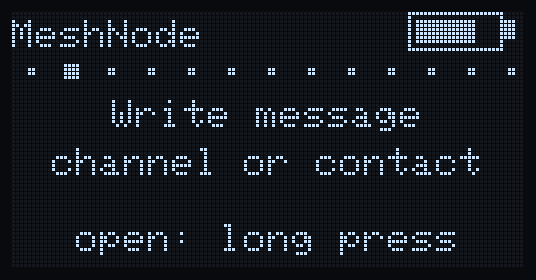 MeshNode
Write message
channel or contact
open: long press